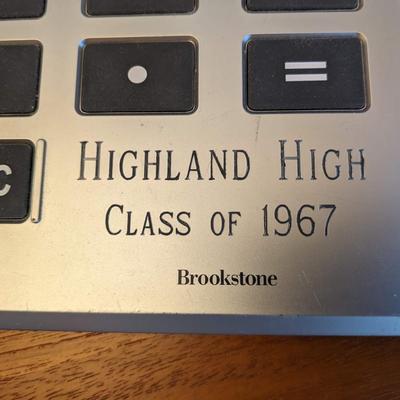 . =
C
HIGHLAND HIGH
CLASS OF 1967
Brookstone